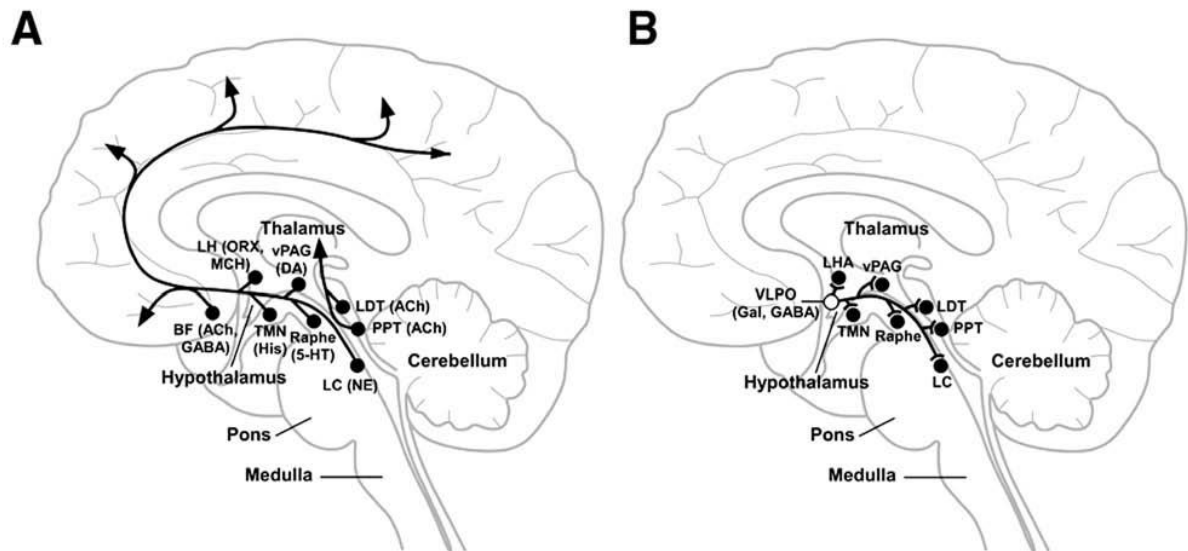 A
Thalamus
LH (ORX,
MCH)
vPAG
(DA)
LDT (ACh)
PPT (ACh)
BF (ACh,
GABA)
TMN
(His)
Raphe
(5-HT)
Cerebellum
Hypothalamus
LC (NE)
Pons
Medulla
B
Thalamus
LHA
vPAG
VLPO
(Gal, GABA)
LDT
TMN
Raphe
PPT
Cerebellum
Hypothalamus
LC
Pons
Medulla